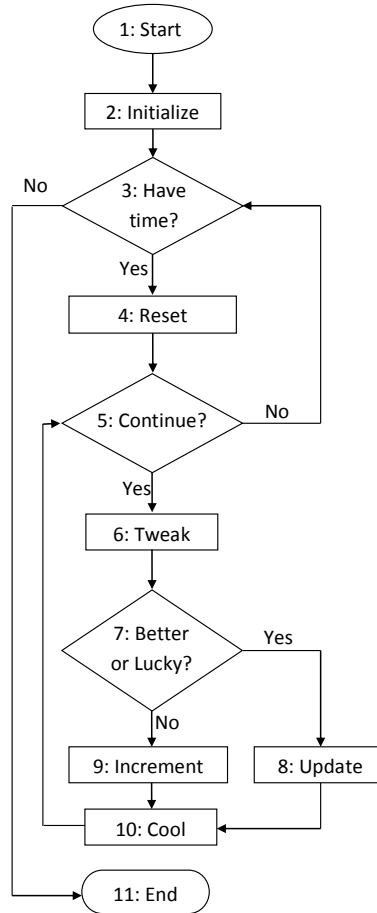 1: Start
2: Initialize
No
3: Have
time?
Yes
4: Reset
5: Continue?
No
Yes
6: Tweak
7: Better
or Lucky?
Yes
No
9: Increment
8: Update
10: Cool
11: End